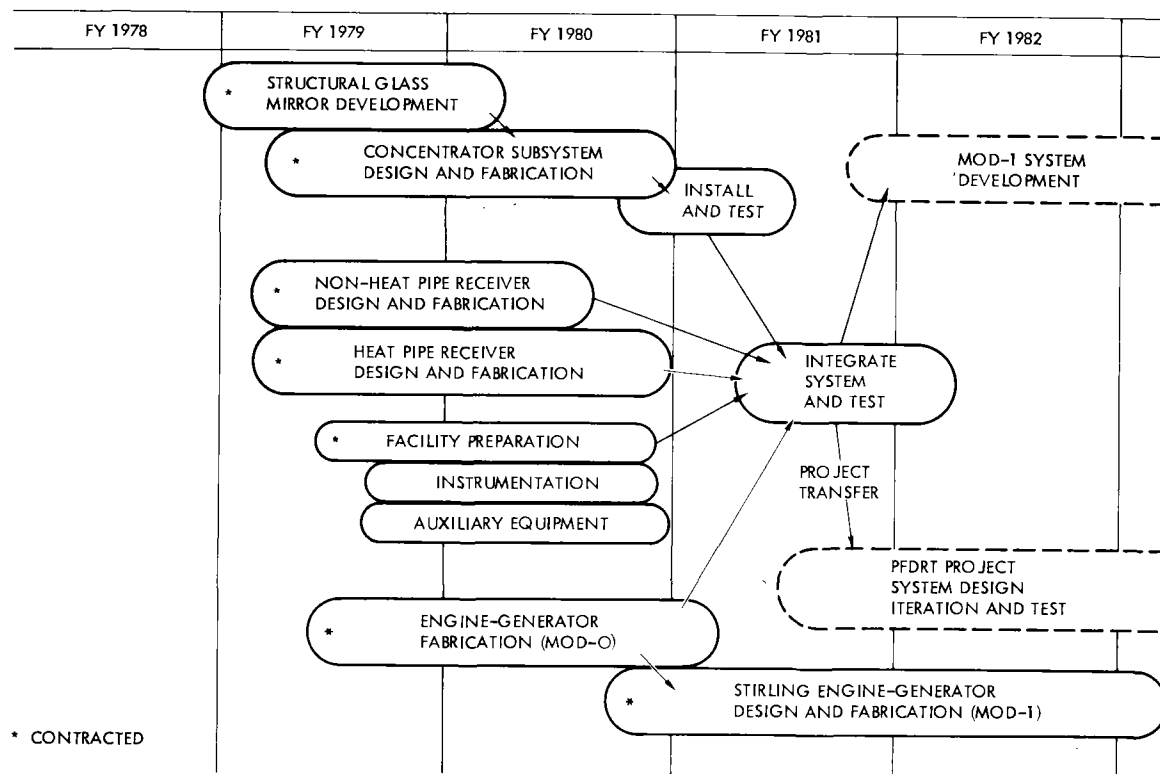 FY 1978
FY 1979
FY 1980
FY 1981
FY 1982
* STRUCTURAL GLASS
MIRROR DEVELOPMENT
* CONCENTRATOR SUBSYSTEM
DESIGN AND FABRICATION
INSTALL
AND TEST
MOD-1 SYSTEM
DEVELOPMENT
* NON-HEAT PIPE RECEIVER
DESIGN AND FABRICATION
* HEAT PIPE RECEIVER
DESIGN AND FABRICATION
INTEGRATE
SYSTEM
AND TEST
* FACILITY PREPARATION
INSTRUMENTATION
AUXILIARY EQUIPMENT
PROJECT
TRANSFER
PFDRT PROJECT
SYSTEM DESIGN
ITERATION AND TEST
* ENGINE-GENERATOR
FABRICATION (MOD-O)
* STIRLING ENGINE-GENERATOR
DESIGN AND FABRICATION (MOD-1)
* CONTRACTED